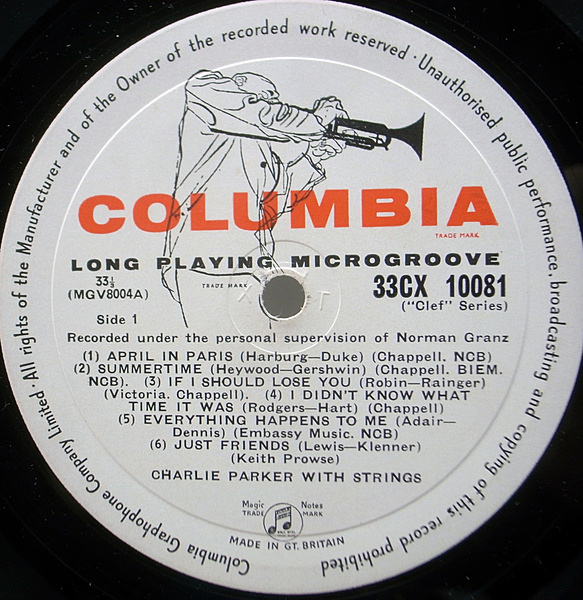 All rights of the Manufacturer and of the Owner of the recorded work reserved · Unauthorised public performance, broadcasting and copying of this record prohibited
COLUMBIA
TRADE MARK
LONG PLAYING MICROGROOVE
33⅓
(MGV8004A)
TRADE MARK
33CX 10081
("Clef" Series)
Side 1
Recorded under the personal supervision of Norman Granz
(1) APRIL IN PARIS (Harburg—Duke) (Chappell. NCB)
(2) SUMMERTIME (Heywood—Gershwin) (Chappell. BIEM.
NCB). (3) IF I SHOULD LOSE YOU (Robin—Rainger)
(Victoria. Chappell). (4) I DIDN'T KNOW WHAT
TIME IT WAS (Rodgers—Hart) (Chappell)
(5) EVERYTHING HAPPENS TO ME (Adair—
Dennis) (Embassy Music. NCB)
(6) JUST FRIENDS (Lewis—Klenner)
(Keith Prowse)
CHARLIE PARKER WITH STRINGS
Magic Notes
TRADE MARK
MADE IN GT. BRITAIN
Columbia Graphophone Company Limited ·